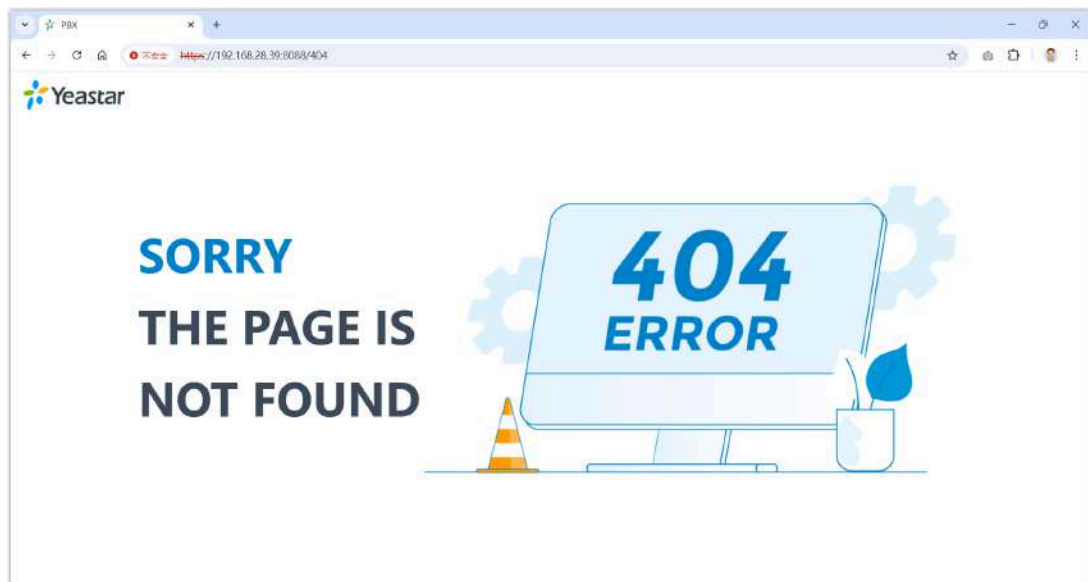 PBX
不安全 https://192.168.28.39:8088/404
Yeastar
SORRY
THE PAGE IS
NOT FOUND
404
ERROR